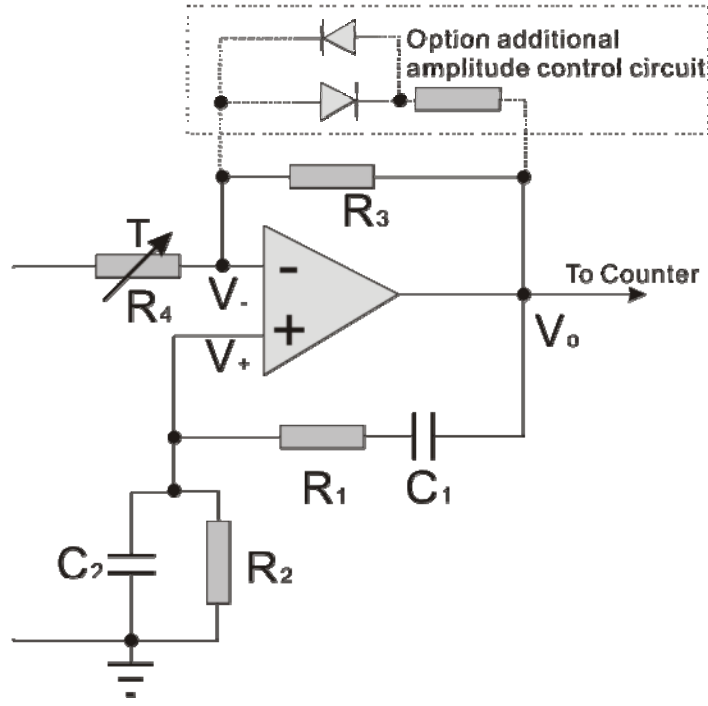 Option additional
amplitude control circuit
R₃
T
R₄
V₋
-
+
V₊
To Counter
Vₒ
R₁
C₁
C₂
R₂